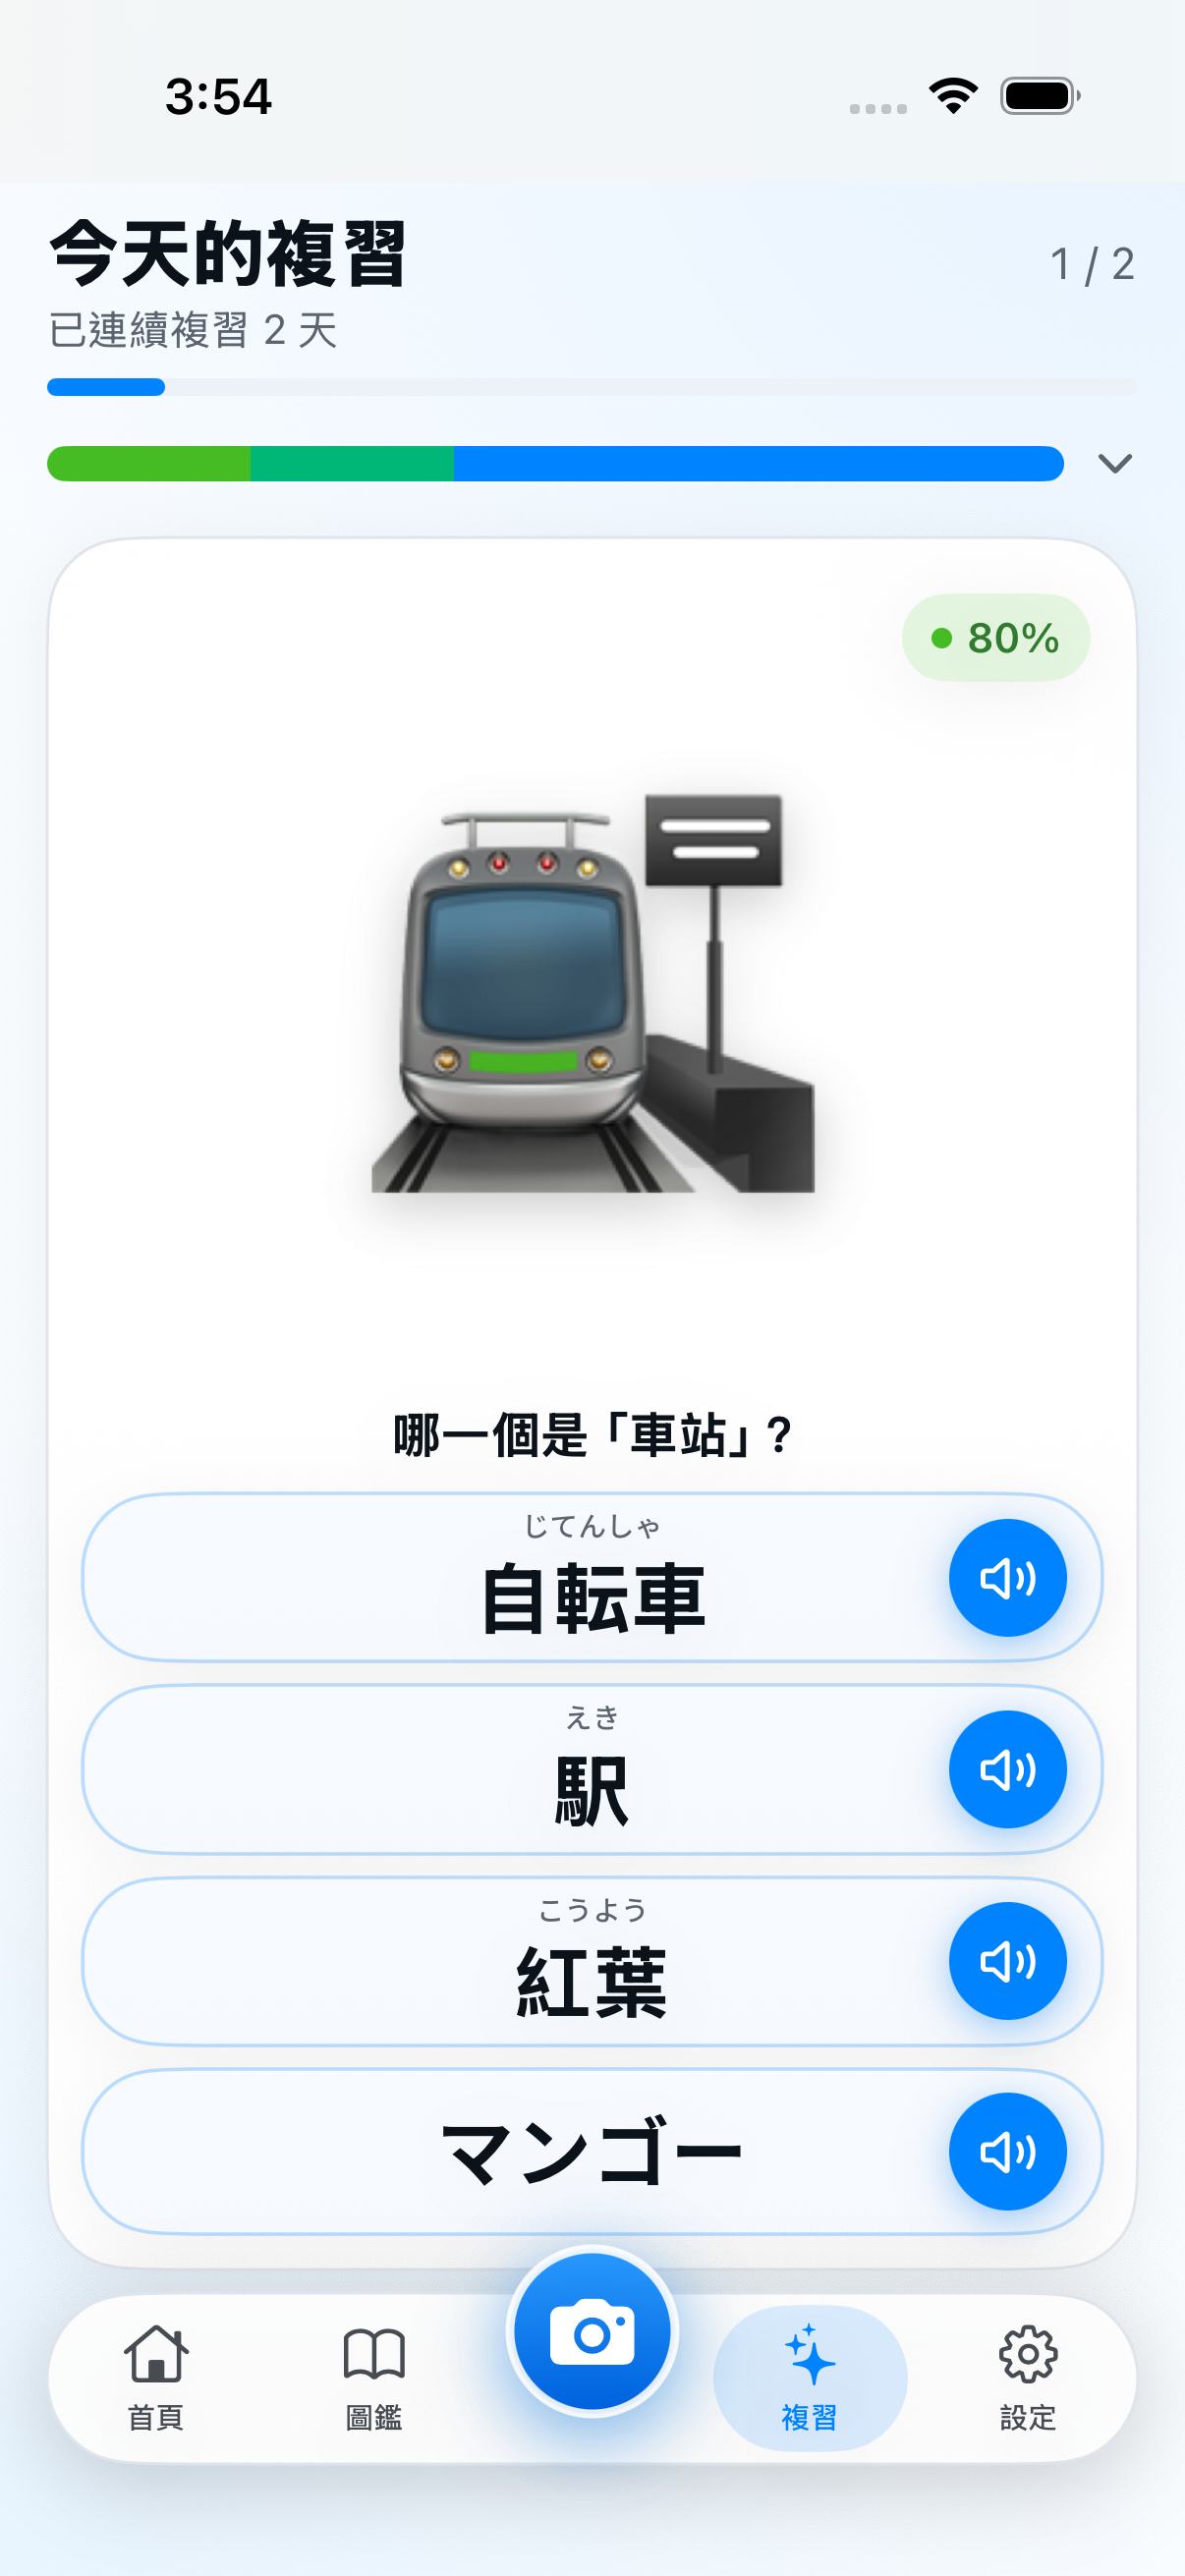 3:54
今天的複習
1 / 2
已連續複習 2 天
80%
哪一個是「車站」?
じてんしゃ
自転車
えき
駅
こうよう
紅葉
マンゴー
首頁
圖鑑
複習
設定